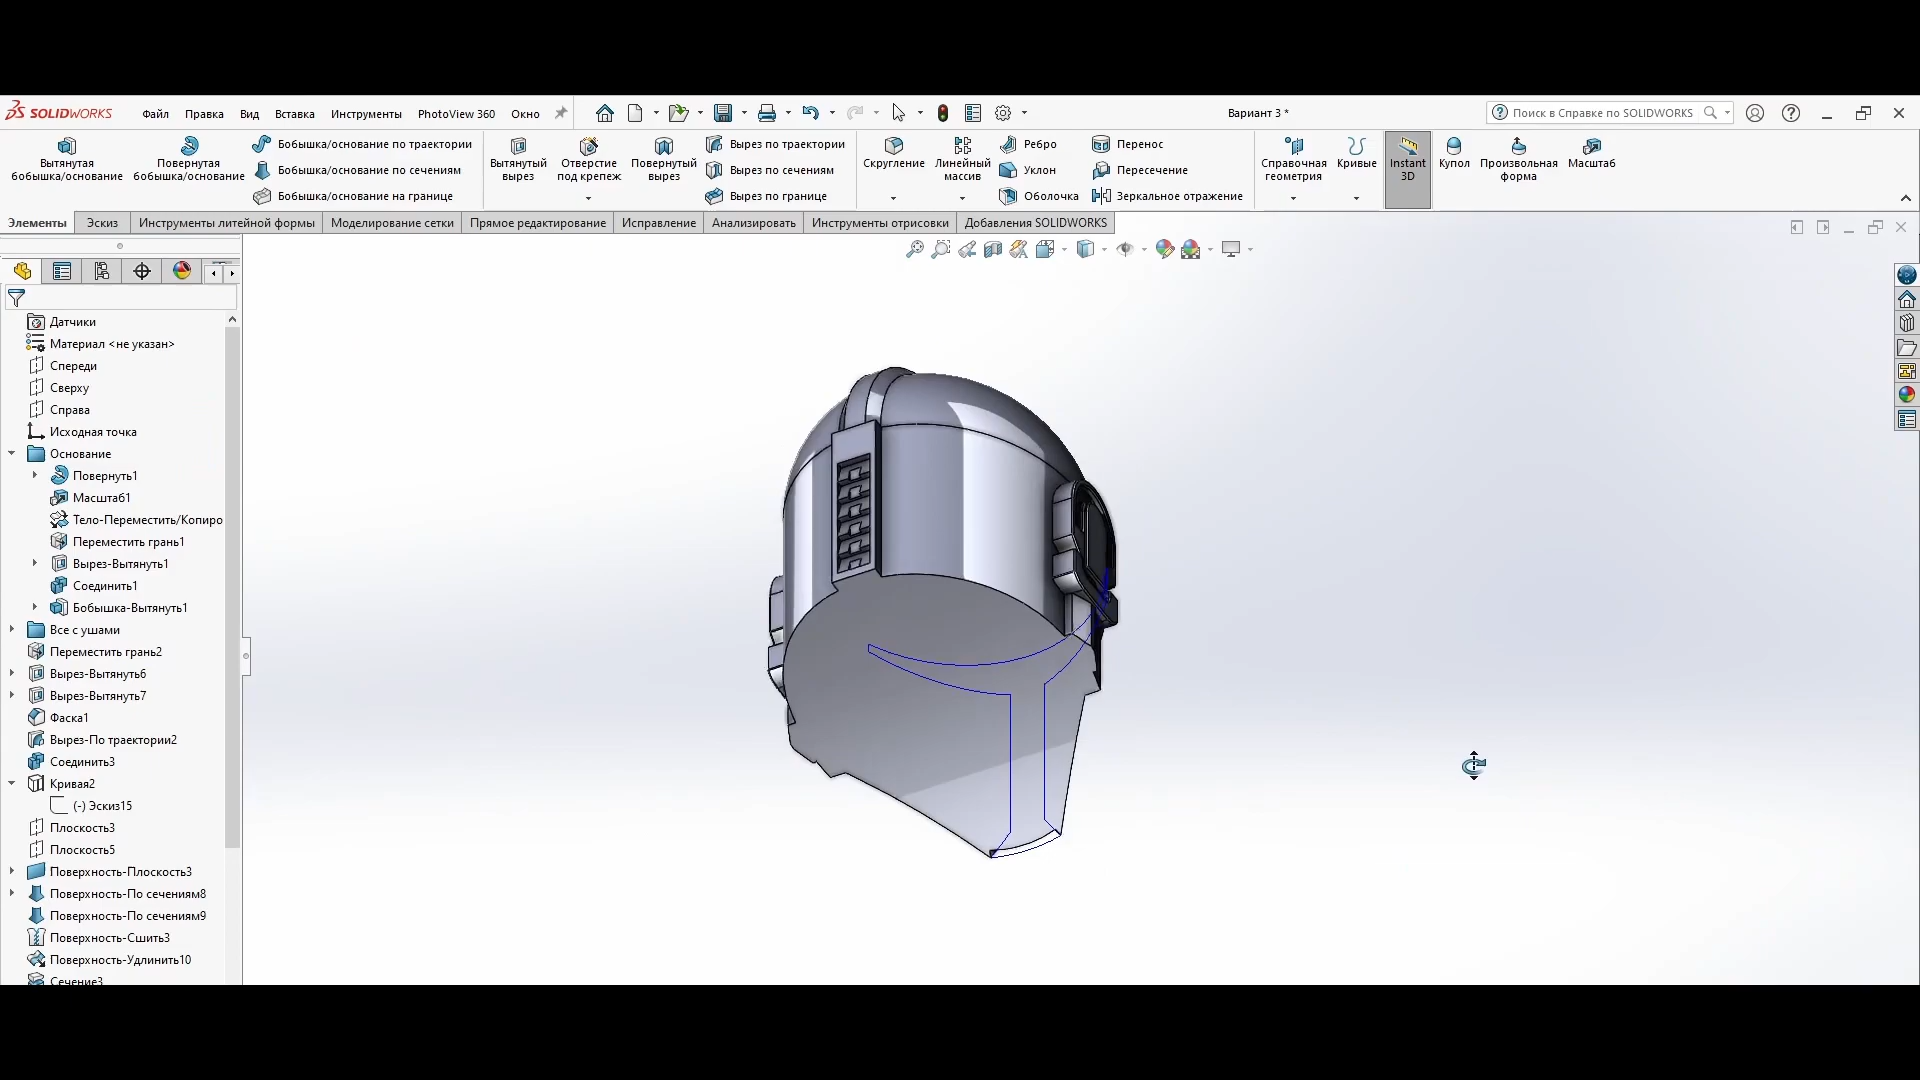 SOLIDWORKS
Файл Правка Вид Вставка Инструменты PhotoView 360 Окно
Вариант 3 *
Поиск в Справке по SOLIDWORKS
Вытянутая бобышка/основание
Повернутая бобышка/основание
Бобышка/основание по траектории
Бобышка/основание по сечениям
Бобышка/основание на границе
Вытянутый вырез
Отверстие под крепеж
Повернутый вырез
Вырез по траектории
Вырез по сечениям
Вырез по границе
Скругление
Линейный массив
Ребро
Уклон
Оболочка
Перенос
Пересечение
Зеркальное отражение
Справочная геометрия
Кривые
Instant 3D
Купол
Произвольная форма
Масштаб
Элементы Эскиз Инструменты литейной формы Моделирование сетки Прямое редактирование Исправление Анализировать Инструменты отрисовки Добавления SOLIDWORKS
Датчики
Материал <не указан>
Спереди
Сверху
Справа
Исходная точка
Основание
Повернуть1
Масштаб1
Тело-Переместить/Копиро
Переместить грань1
Вырез-Вытянуть1
Соединить1
Бобышка-Вытянуть1
Все с ушами
Переместить грань2
Вырез-Вытянуть6
Вырез-Вытянуть7
Фаска1
Вырез-По траектории2
Соединить3
Кривая2
(-) Эскиз15
Плоскость3
Плоскость5
Поверхность-Плоскость3
Поверхность-По сечениям8
Поверхность-По сечениям9
Поверхность-Сшить3
Поверхность-Удлинить10
Сечение3